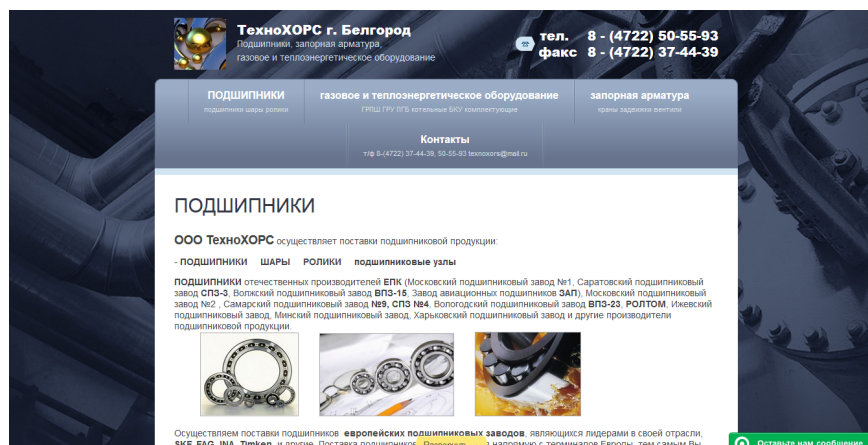 ТехноХОРС г. Белгород
Подшипники, запорная арматура,
газовое и теплоэнергетическое оборудование
тел. 8 - (4722) 50-55-93
факс 8 - (4722) 37-44-39
ПОДШИПНИКИ
подшипники шары ролики
газовое и теплоэнергетическое оборудование
ГРПШ ГРУ ПГБ котельные БКУ комплектующие
запорная арматура
краны задвижки вентили
Контакты
т/ф 8-(4722) 37-44-39, 50-55-93 texnoxors@mail.ru
ПОДШИПНИКИ
ООО ТехноХОРС осуществляет поставки подшипниковой продукции:
- ПОДШИПНИКИ ШАРЫ РОЛИКИ подшипниковые узлы
ПОДШИПНИКИ отечественных производителей ЕПК (Московский подшипниковый завод №1, Саратовский подшипниковый
завод СПЗ-3, Волжский подшипниковый завод ВПЗ-15, Завод авиационных подшипников ЗАП), Московский подшипниковый
завод №2 , Самарский подшипниковый завод №9, СПЗ №4, Вологодский подшипниковый завод ВПЗ-23, РОЛТОМ, Ижевский
подшипниковый завод, Минский подшипниковый завод, Харьковский подшипниковый завод и другие производители
подшипниковой продукции.
Осуществляем поставки подшипников европейских подшипниковых заводов, являющихся лидерами в своей отрасли,
SKF, FAG, INA, Timken, и другие. Поставка подшипников напрямую с терминалов Европы, тем самым Вы
Развернуть
Оставьте нам сообщение